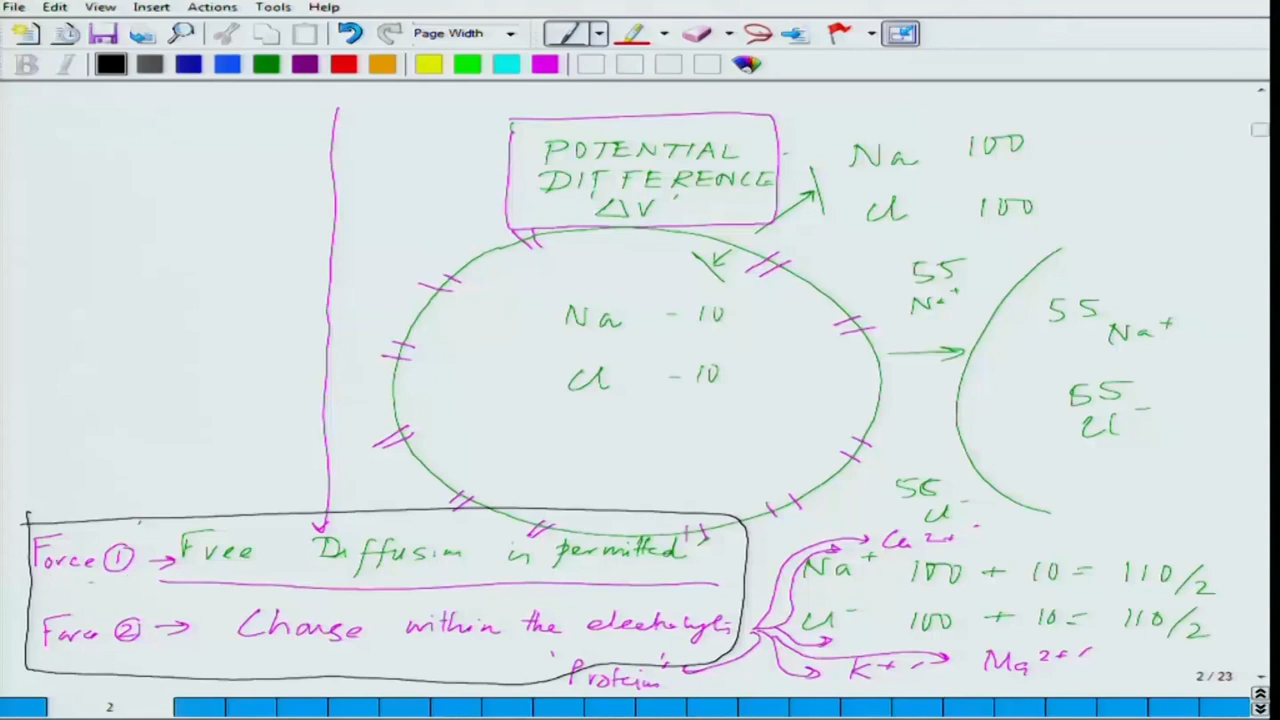 File Edit View Insert Actions Tools Help
Page Width
POTENTIAL
DIFFERENCE
ΔV
Na 100
Cl 100
Na - 10
Cl - 10
55
Na+
55
Na+
55
Cl-
55
Cl-
Force ① → Free Diffusion is permitted
Force ② → Charge within the electrolytes
'Proteins'
Ca2+
Na+ 100 + 10 = 110/2
Cl- 100 + 10 = 110/2
K+, Mg2+,
2 / 23
2